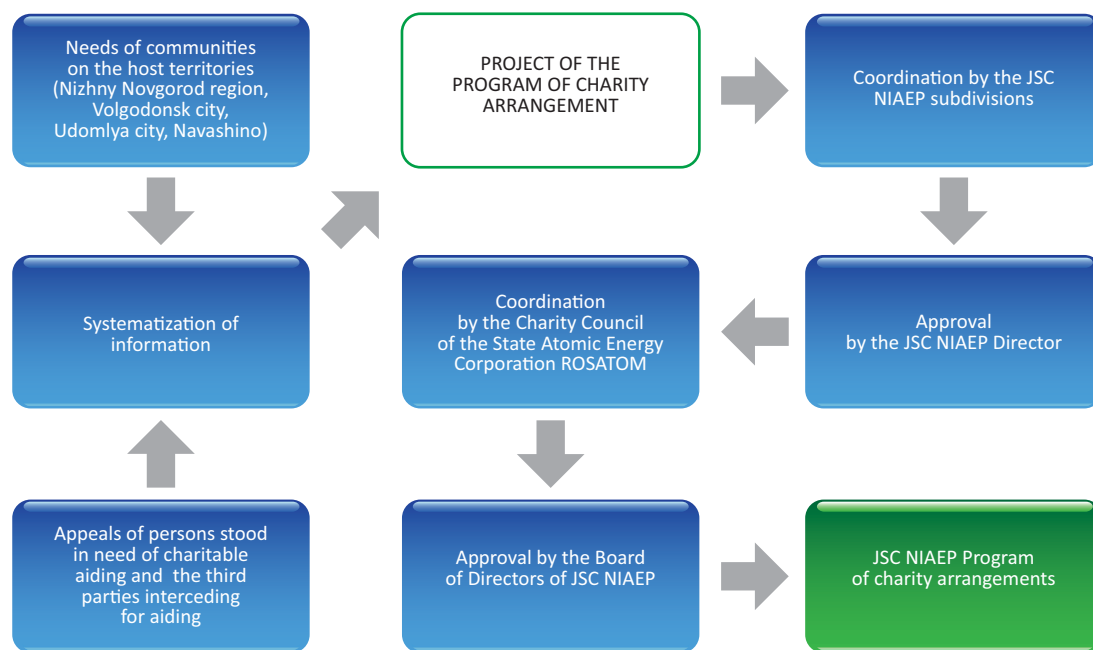 Needs of communities
on the host territories
(Nizhny Novgorod region,
Volgodonsk city,
Udomlya city, Navashino)
PROJECT OF THE
PROGRAM OF CHARITY
ARRANGEMENT
Coordination by the JSC
NIAEP subdivisions
Systematization of
information
Coordination
by the Charity Council
of the State Atomic Energy
Corporation ROSATOM
Approval
by the JSC NIAEP Director
Appeals of persons stood
in need of charitable
aiding and  the third
parties interceding
for aiding
Approval by the Board
of Directors of JSC NIAEP
JSC NIAEP Program
of charity arrangements